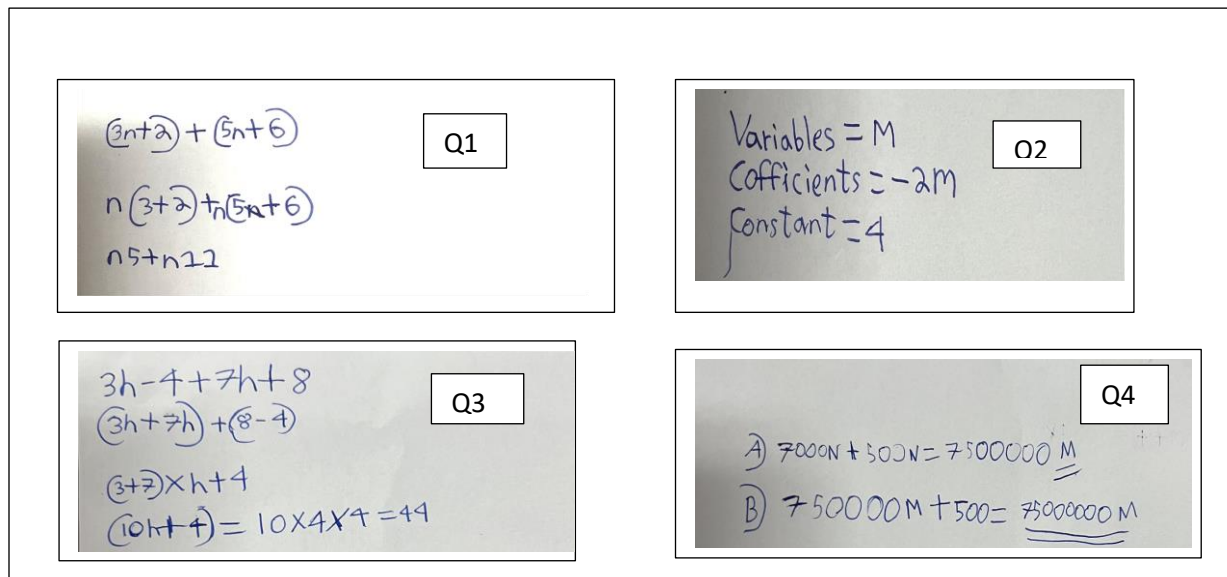 Q1
(3n+2) + (5n+6)
n(3+2)+n(5n+6)
n5+n11
Q2
Variables = M
Cofficients = -2M
Constant = 4
Q3
3h-4+7h+8
(3h+7h)+(8-4)
(3+7)×h+4
(10h+4) = 10×4×4=44
Q4
A) 7000N + 500N = 7500000 M
B) 750000M + 500 = 75000000 M